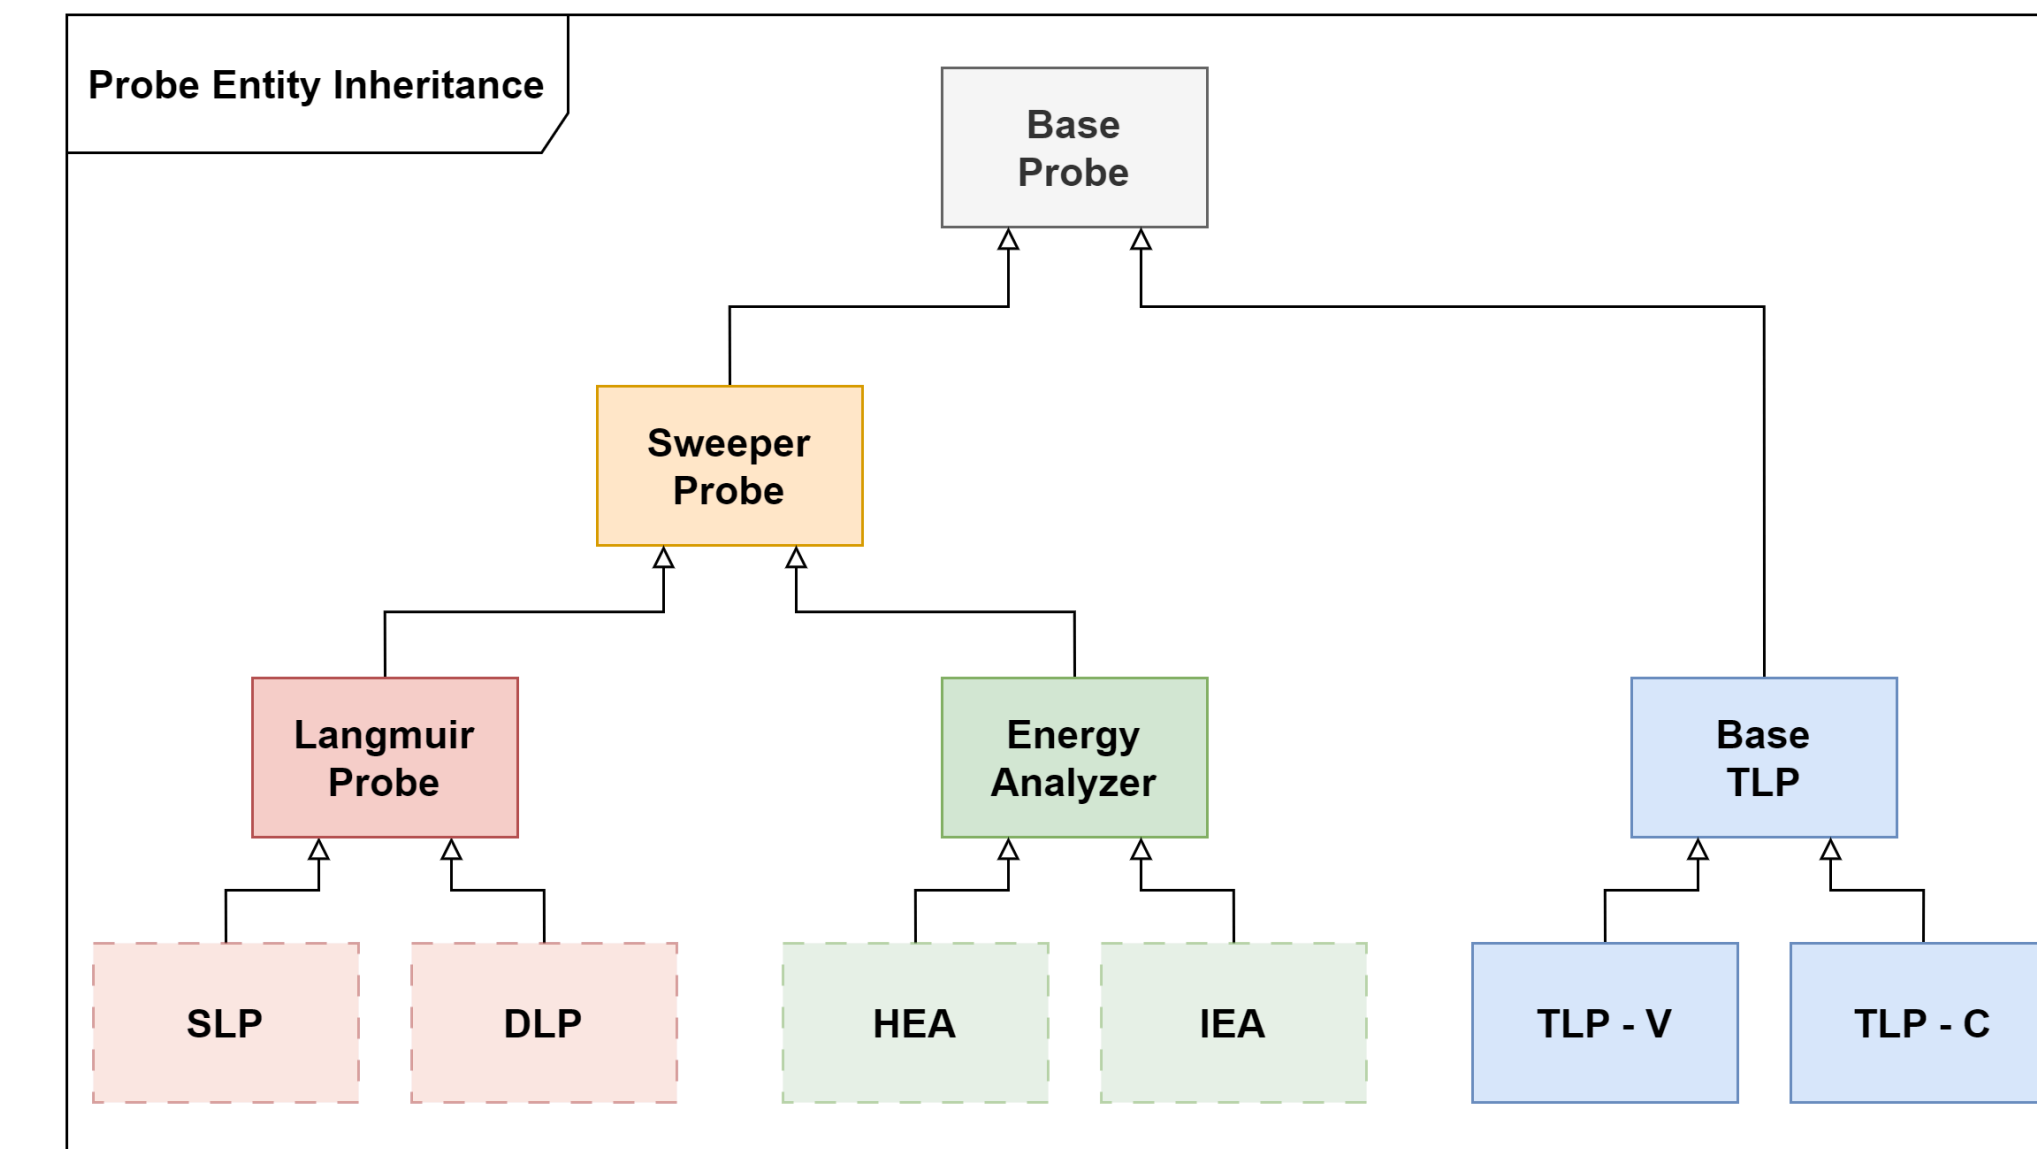 Probe Entity Inheritance
Base
Probe
Sweeper
Probe
Langmuir
Probe
Energy
Analyzer
Base
TLP
SLP
DLP
HEA
IEA
TLP - V
TLP - C